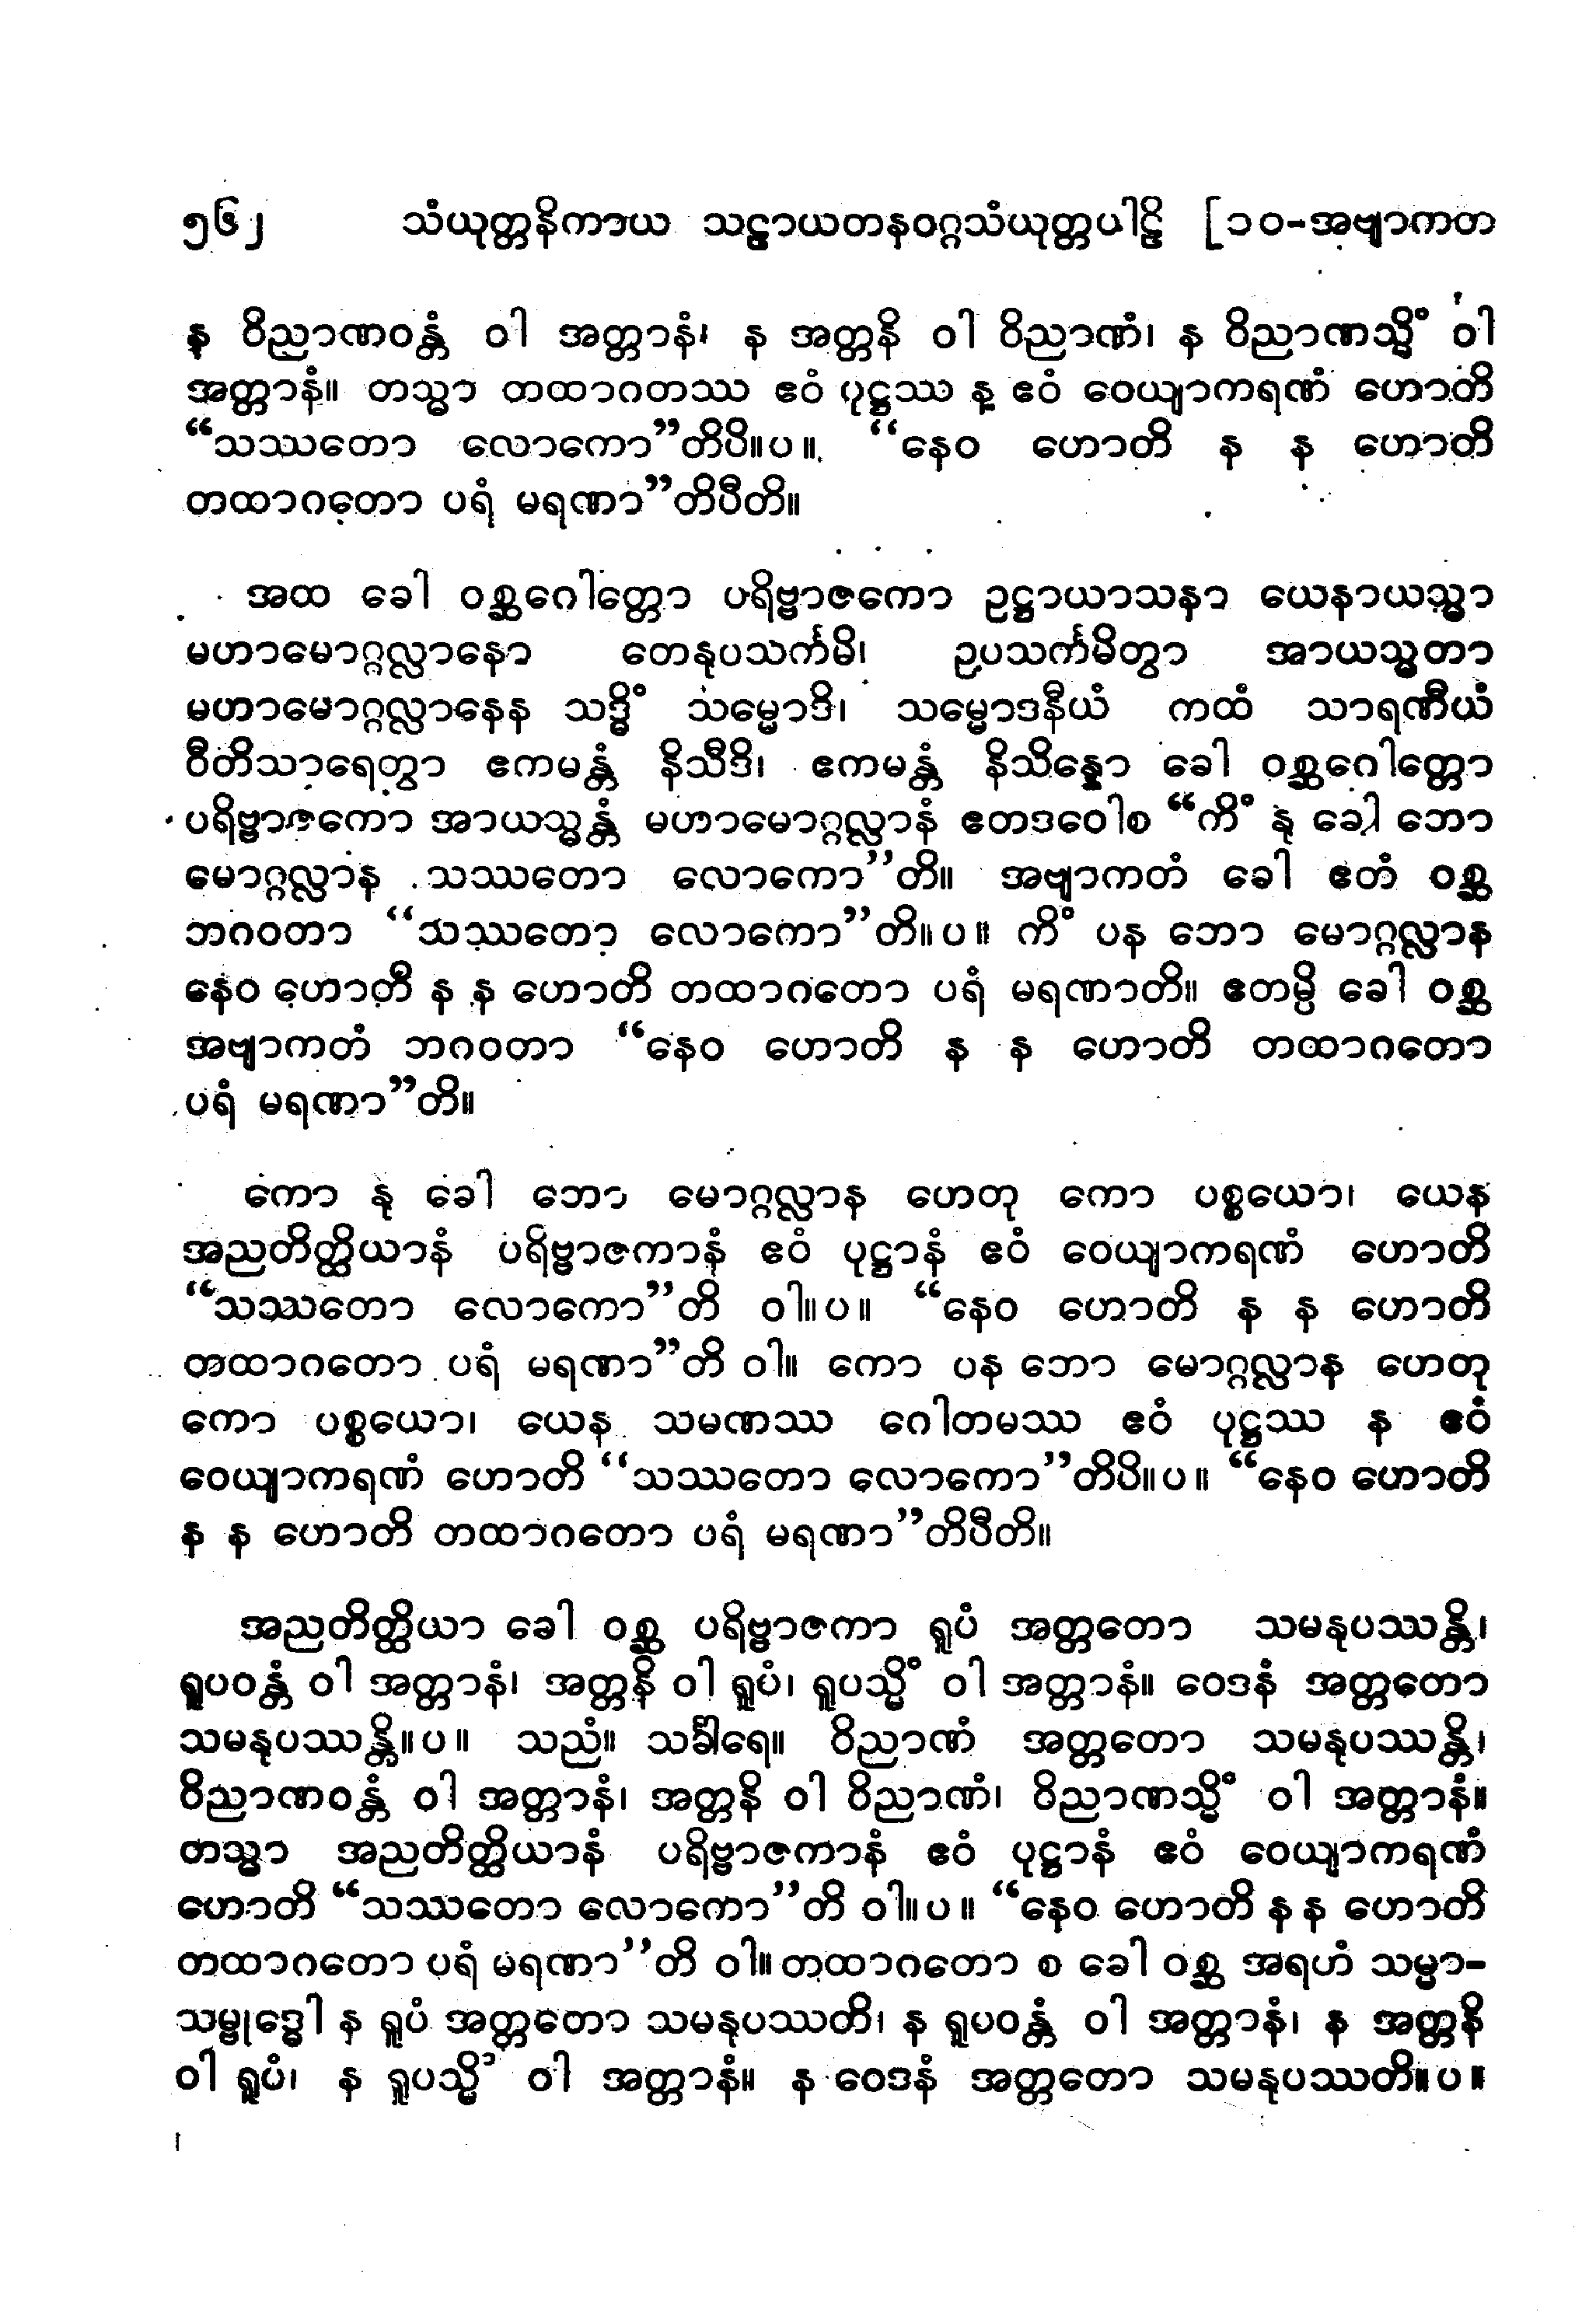 ၅၆၂ သံယုတ္တနိကာယ သဠာယတနဝဂ္ဂသံယုတ္တပါဠိ [၁၀-အဗျာကတ
န ဝိညာဏဝန္တံ ဝါ အတ္တာနံ၊ န အတ္တနိ ဝါ ဝိညာဏံ၊ န ဝိညာဏသ္မိံ ဝါ
အတ္တာနံ။ တသ္မာ တထာဂတဿ ဧဝံ ပုဋ္ဌဿ န ဧဝံ ဝေယျာကရဏံ ဟောတိ
“သဿတော လောကော”တိပိ။ပ။ “နေဝ ဟောတိ န န ဟောတိ
တထာဂတော ပရံ မရဏာ”တိပီတိ။
အထ ခေါ ဝစ္ဆဂေါတ္တော ပရိဗ္ဗာဇကော ဥဋ္ဌာယာသနာ ယေနာယသ္မာ
မဟာမောဂ္ဂလ္လာနော တေနုပသင်္ကမိ၊ ဥပသင်္ကမိတွာ အာယသ္မတာ
မဟာမောဂ္ဂလ္လာနေန သဒ္ဓိံ သမ္မောဒိ၊ သမ္မောဒနီယံ ကထံ သာရဏီယံ
ဝီတိသာရေတွာ ဧကမန္တံ နိသီဒိ၊ ဧကမန္တံ နိသိန္နော ခေါ ဝစ္ဆဂေါတ္တော
ပရိဗ္ဗာဇကော အာယသ္မန္တံ မဟာမောဂ္ဂလ္လာနံ ဧတဒဝေါစ “ကိံ နု ခေါ ဘော
မောဂ္ဂလ္လာန သဿတော လောကော”တိ။ အဗျာကတံ ခေါ ဧတံ ဝစ္ဆ
ဘဂဝတာ “သဿတော လောကော”တိ။ပ။ ကိံ ပန ဘော မောဂ္ဂလ္လာန
နေဝ ဟောတိ န န ဟောတိ တထာဂတော ပရံ မရဏာတိ။ ဧတမ္ပိ ခေါ ဝစ္ဆ
အဗျာကတံ ဘဂဝတာ “နေဝ ဟောတိ န န ဟောတိ တထာဂတော
ပရံ မရဏာ”တိ။
ကော နု ခေါ ဘော မောဂ္ဂလ္လာန ဟေတု ကော ပစ္စယော၊ ယေန
အညတိတ္ထိယာနံ ပရိဗ္ဗာဇကာနံ ဧဝံ ပုဋ္ဌာနံ ဧဝံ ဝေယျာကရဏံ ဟောတိ
“သဿတော လောကော”တိ ဝါ။ပ။ “နေဝ ဟောတိ န န ဟောတိ
တထာဂတော ပရံ မရဏာ”တိ ဝါ။ ကော ပန ဘော မောဂ္ဂလ္လာန ဟေတု
ကော ပစ္စယော၊ ယေန သမဏဿ ဂေါတမဿ ဧဝံ ပုဋ္ဌဿ န ဧဝံ
ဝေယျာကရဏံ ဟောတိ “သဿတော လောကော”တိပိ။ပ။ “နေဝ ဟောတိ
န န ဟောတိ တထာဂတော ပရံ မရဏာ”တိပီတိ။
အညတိတ္ထိယာ ခေါ ဝစ္ဆ ပရိဗ္ဗာဇကာ ရူပံ အတ္တတော သမနုပဿန္တိ၊
ရူပဝန္တံ ဝါ အတ္တာနံ၊ အတ္တနိ ဝါ ရူပံ၊ ရူပသ္မိံ ဝါ အတ္တာနံ။ ဝေဒနံ အတ္တတော
သမနုပဿန္တိ။ပ။ သညံ။ သင်္ခါရေ။ ဝိညာဏံ အတ္တတော သမနုပဿန္တိ၊
ဝိညာဏဝန္တံ ဝါ အတ္တာနံ၊ အတ္တနိ ဝါ ဝိညာဏံ၊ ဝိညာဏသ္မိံ ဝါ အတ္တာနံ။
တသ္မာ အညတိတ္ထိယာနံ ပရိဗ္ဗာဇကာနံ ဧဝံ ပုဋ္ဌာနံ ဧဝံ ဝေယျာကရဏံ
ဟောတိ “သဿတော လောကော”တိ ဝါ။ပ။ “နေဝ ဟောတိ န န ဟောတိ
တထာဂတော ပရံ မရဏာ”တိ ဝါ။ တထာဂတော စ ခေါ ဝစ္ဆ အရဟံ သမ္မာ-
သမ္ဗုဒ္ဓေါ န ရူပံ အတ္တတော သမနုပဿတိ၊ န ရူပဝန္တံ ဝါ အတ္တာနံ၊ န အတ္တနိ
ဝါ ရူပံ၊ န ရူပသ္မိံ ဝါ အတ္တာနံ။ န ဝေဒနံ အတ္တတော သမနုပဿတိ။ပ။